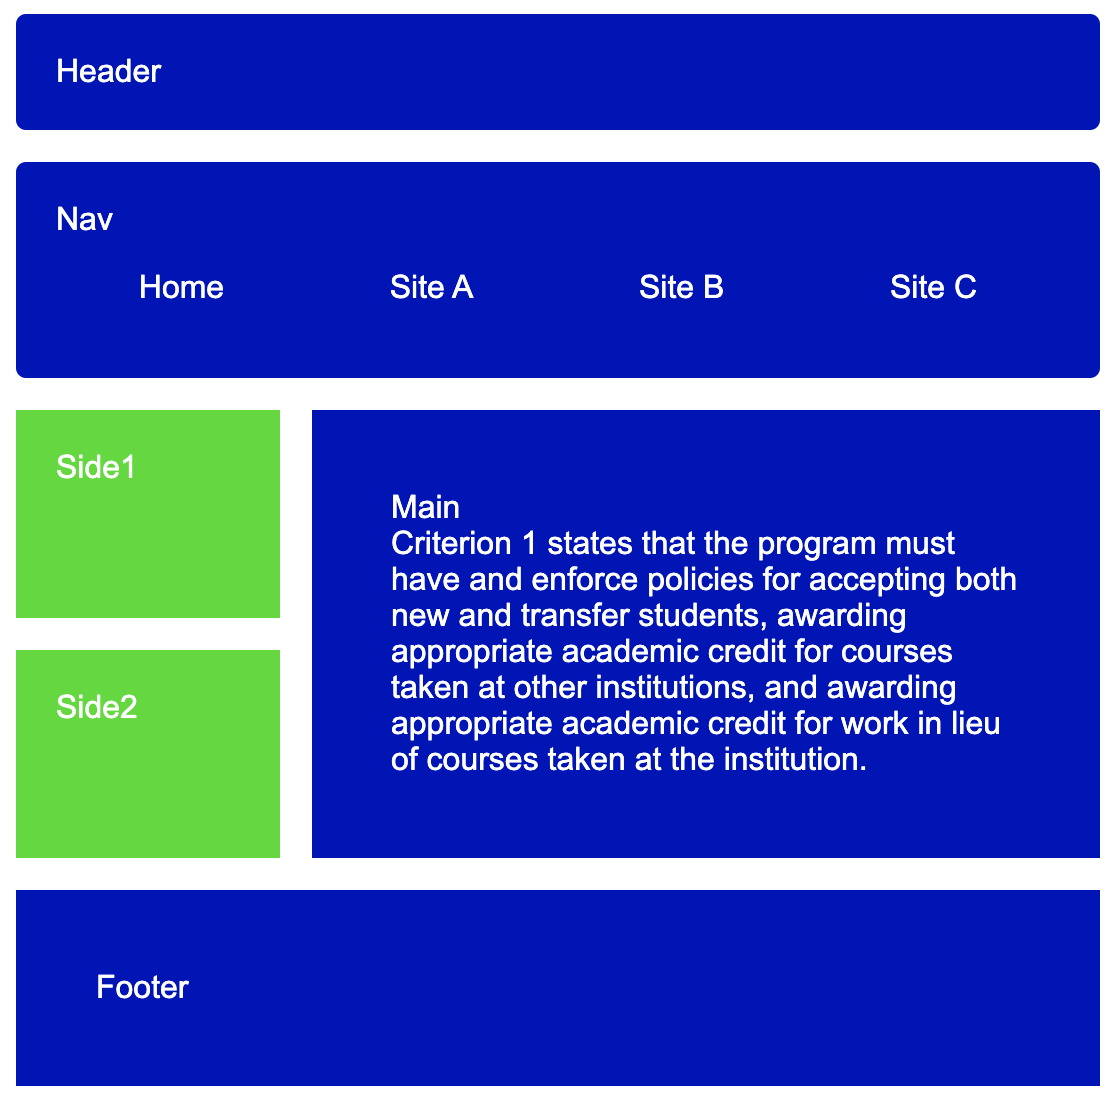 Header
Nav
Home Site A Site B Site C
Side1
Side2
Main
Criterion 1 states that the program must
have and enforce policies for accepting both
new and transfer students, awarding
appropriate academic credit for courses
taken at other institutions, and awarding
appropriate academic credit for work in lieu
of courses taken at the institution.
Footer